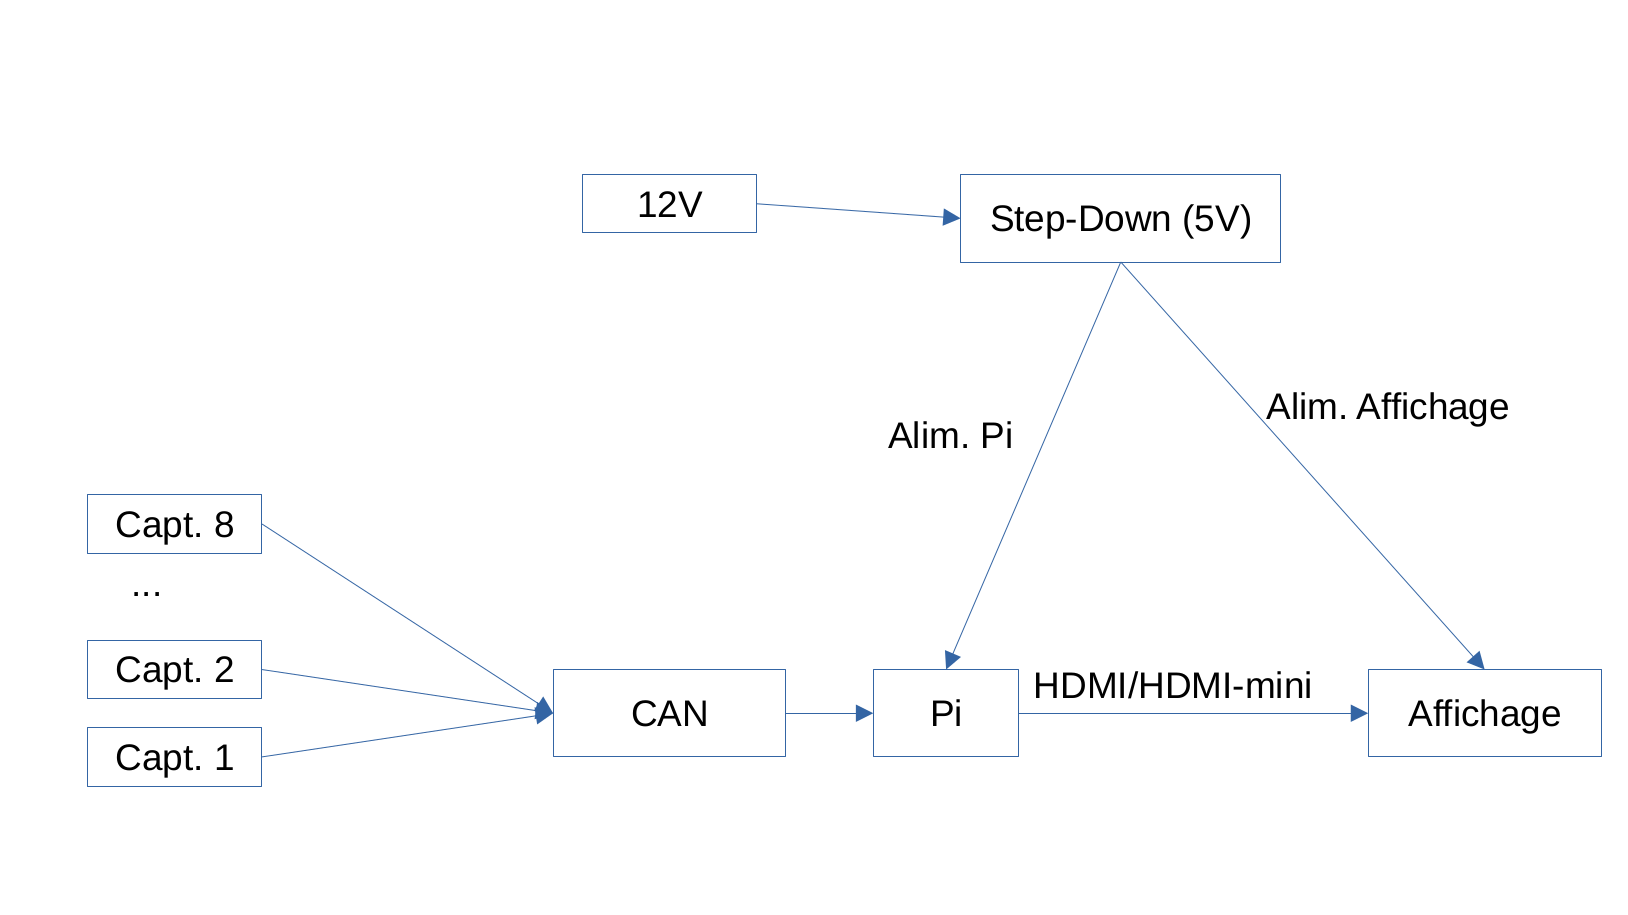 12V
Step-Down (5V)
Alim. Affichage
Alim. Pi
Capt. 8
...
Capt. 2
HDMI/HDMI-mini
CAN
Pi
Affichage
Capt. 1